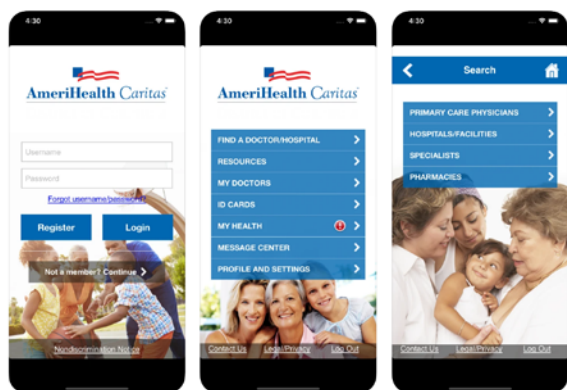 4:30
AmeriHealth Caritas
Username
Password
Forgot username/password?
Register
Login
Not a member? Continue
Nondiscrimination Notice
4:30
AmeriHealth Caritas
FIND A DOCTOR/HOSPITAL
RESOURCES
MY DOCTORS
ID CARDS
MY HEALTH
MESSAGE CENTER
PROFILE AND SETTINGS
Contact Us Legal/Privacy Log Out
4:30
Search
PRIMARY CARE PHYSICIANS
HOSPITALS/FACILITIES
SPECIALISTS
PHARMACIES
Contact Us Legal/Privacy Log Out